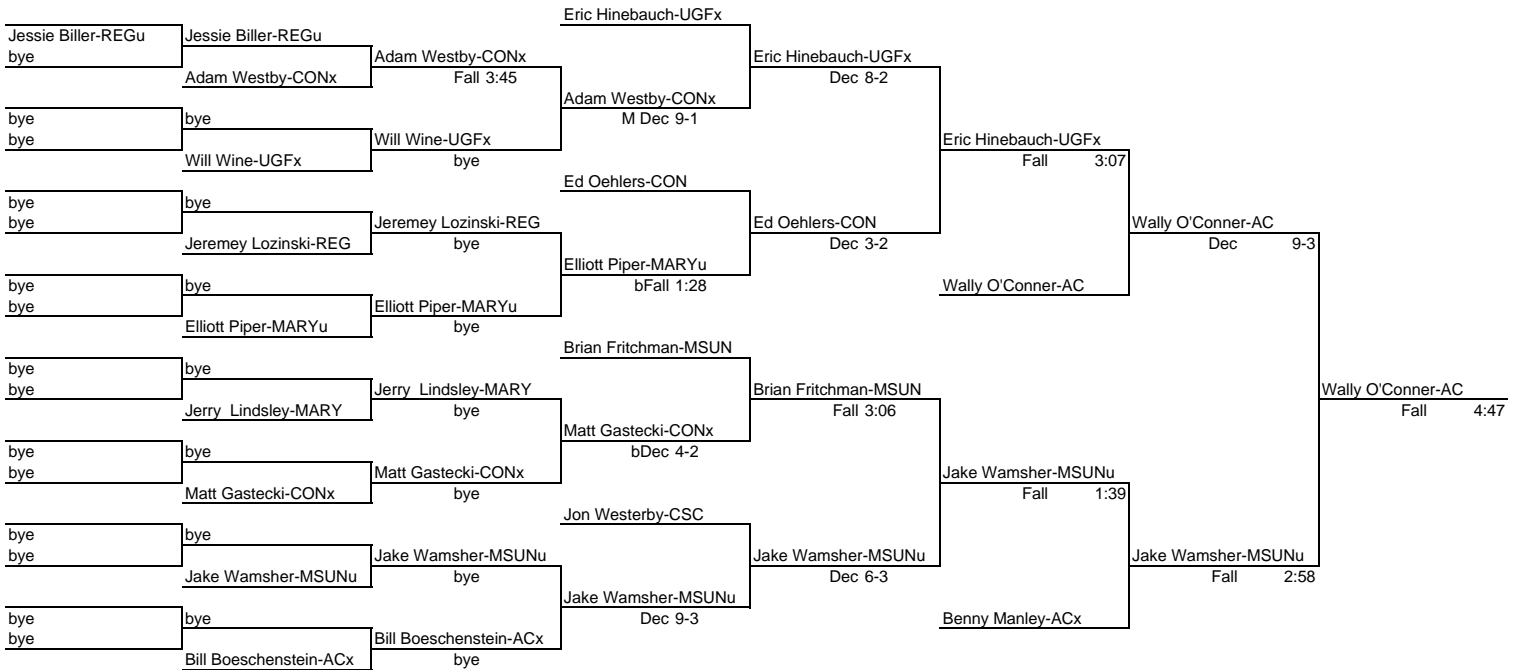 Eric Hinebauch-UGFx
Jessie Biller-REGu Jessie Biller-REGu
bye Adam Westby-CONx Eric Hinebauch-UGFx
Adam Westby-CONx Fall 3:45 Dec 8-2
Adam Westby-CONx
bye bye M Dec 9-1
bye Will Wine-UGFx Eric Hinebauch-UGFx
Will Wine-UGFx bye Fall 3:07
Ed Oehlers-CON
bye bye
bye Jeremey Lozinski-REG Ed Oehlers-CON Wally O'Conner-AC
Jeremey Lozinski-REG bye Dec 3-2 Dec 9-3
Elliott Piper-MARYu
bye bye bFall 1:28 Wally O'Conner-AC
bye Elliott Piper-MARYu
Elliott Piper-MARYu bye
Brian Fritchman-MSUN
bye bye
bye Jerry Lindsley-MARY Brian Fritchman-MSUN Wally O'Conner-AC
Jerry Lindsley-MARY bye Fall 3:06 Fall 4:47
Matt Gastecki-CONx
bye bye bDec 4-2
bye Matt Gastecki-CONx Jake Wamsher-MSUNu
Matt Gastecki-CONx bye Fall 1:39
Jon Westerby-CSC
bye bye
bye Jake Wamsher-MSUNu Jake Wamsher-MSUNu Jake Wamsher-MSUNu
Jake Wamsher-MSUNu bye Dec 6-3 Fall 2:58
Jake Wamsher-MSUNu
bye bye Dec 9-3 Benny Manley-ACx
bye Bill Boeschenstein-ACx
Bill Boeschenstein-ACx bye